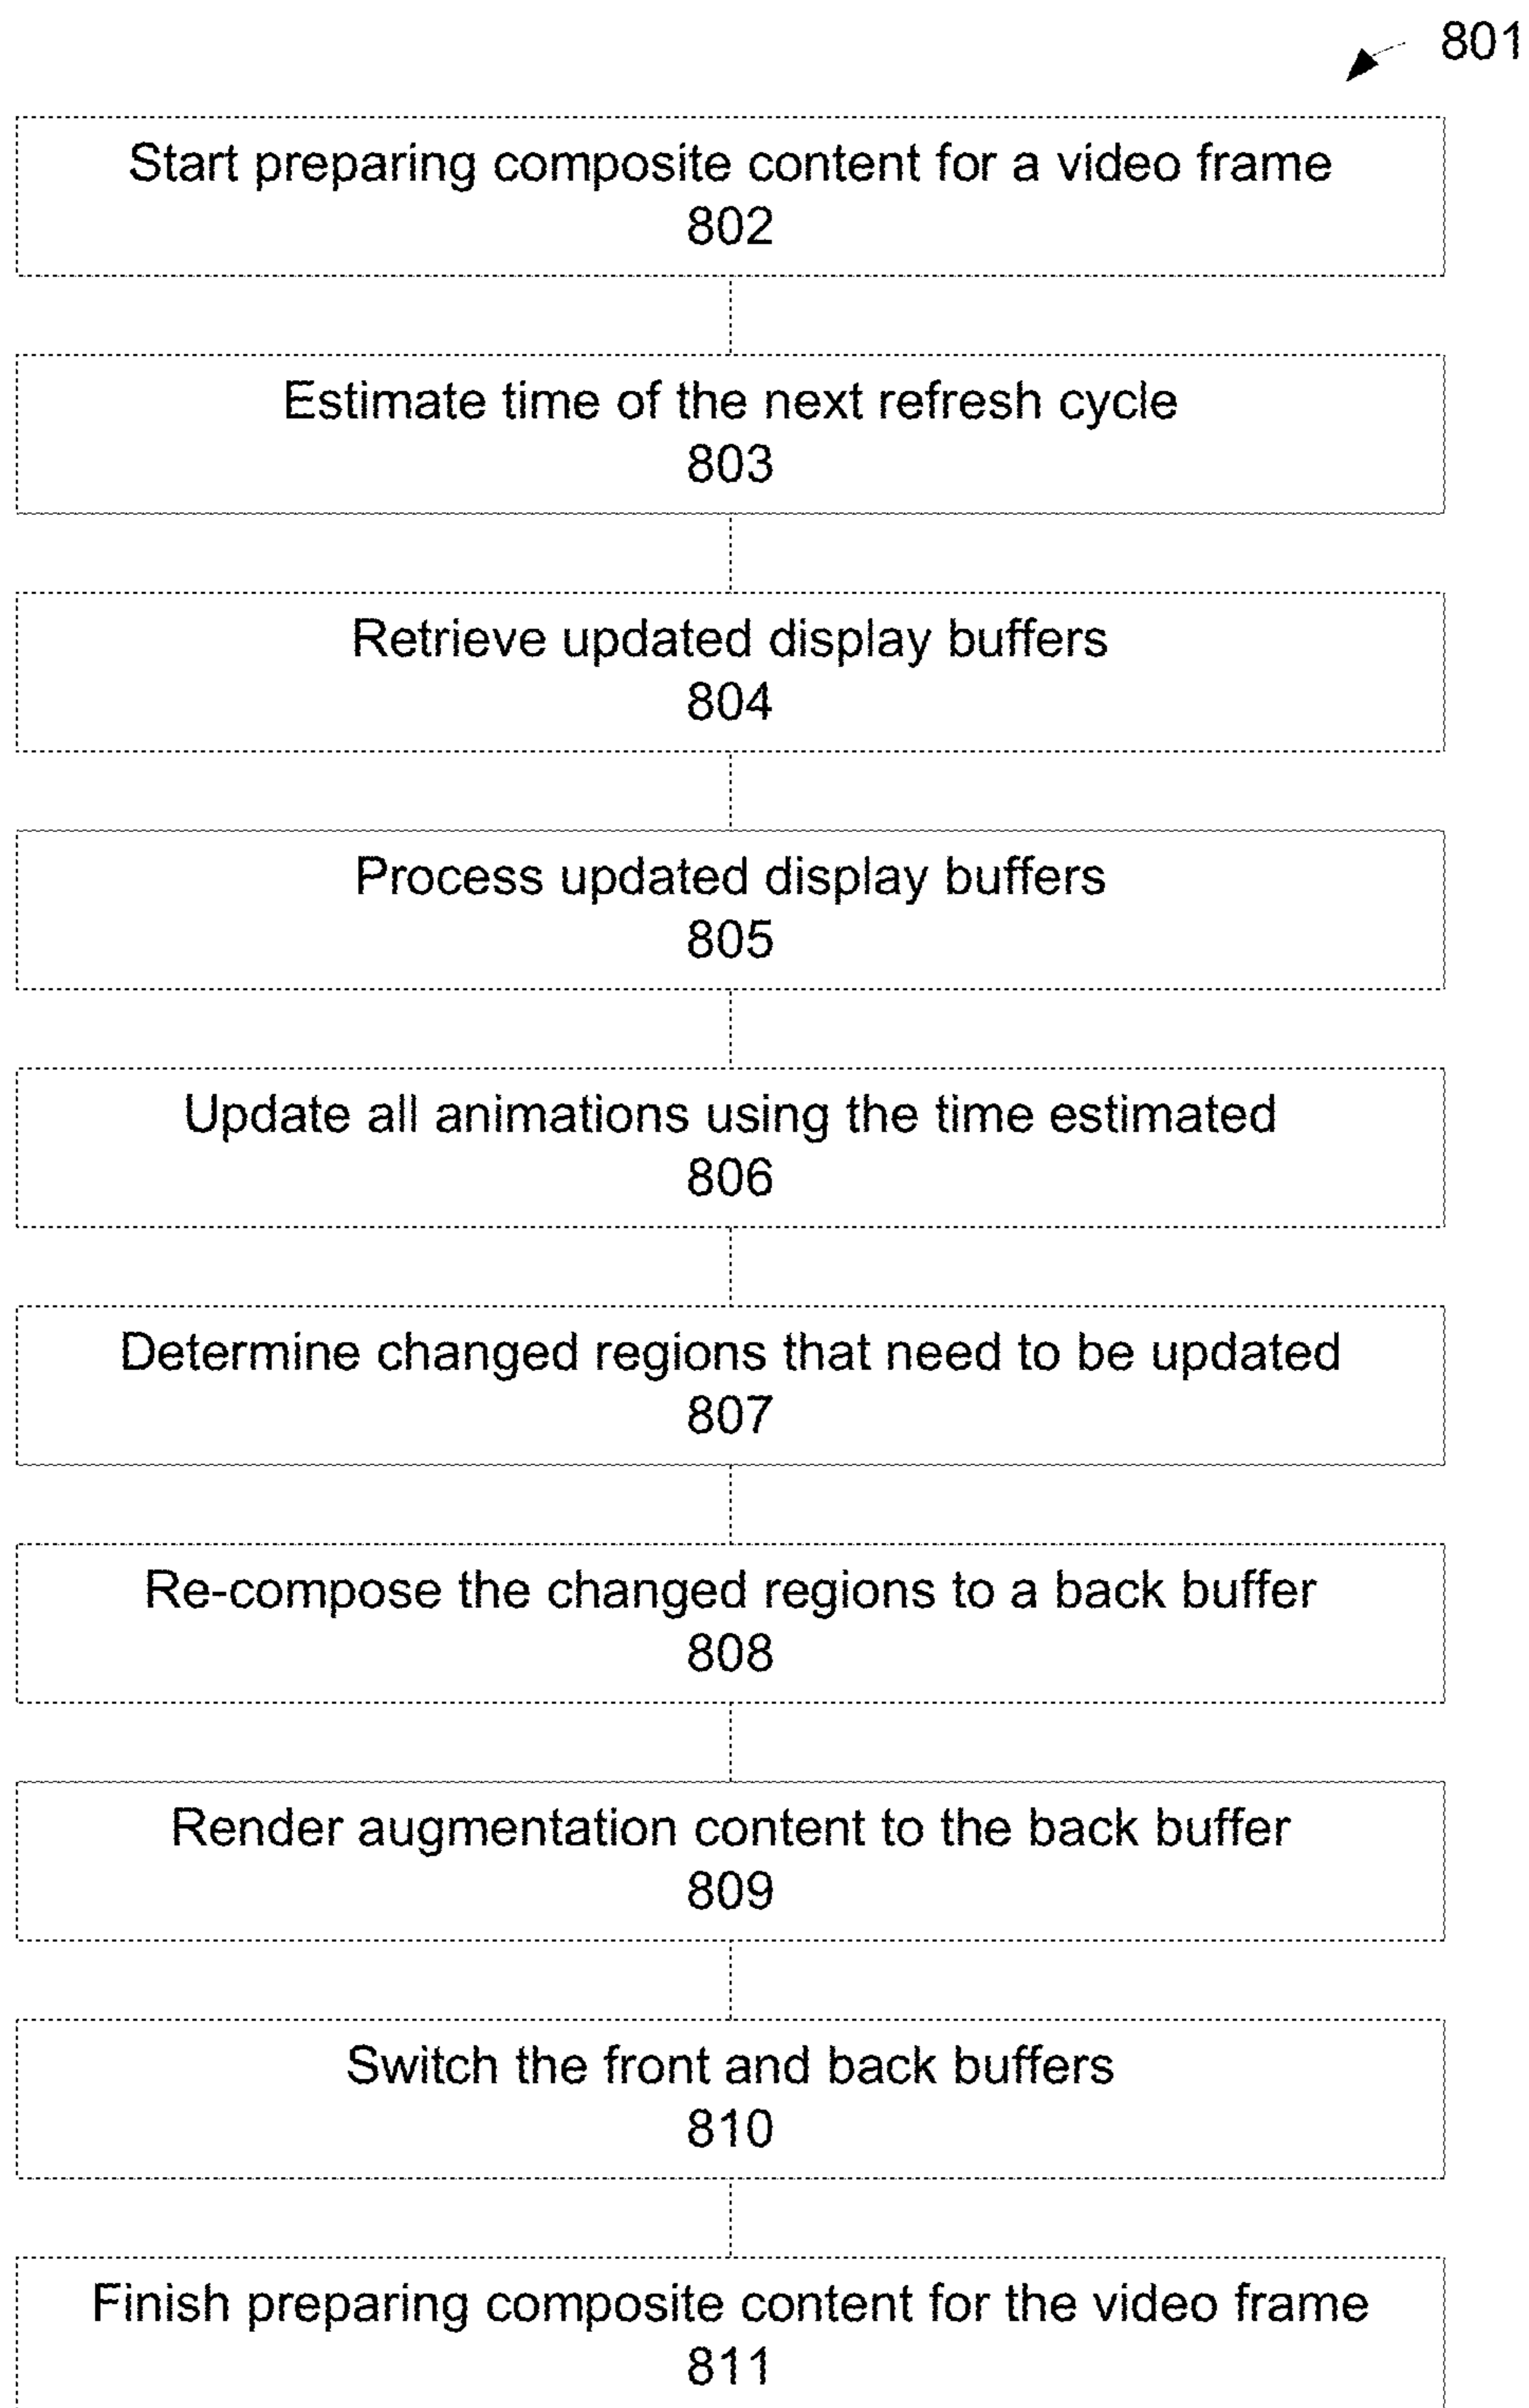 801
Start preparing composite content for a video frame
802
Estimate time of the next refresh cycle
803
Retrieve updated display buffers
804
Process updated display buffers
805
Update all animations using the time estimated
806
Determine changed regions that need to be updated
807
Re-compose the changed regions to a back buffer
808
Render augmentation content to the back buffer
809
Switch the front and back buffers
810
Finish preparing composite content for the video frame
811